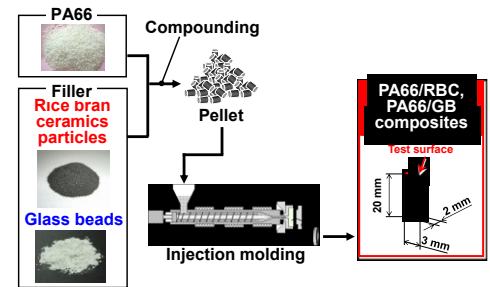 PA66
Compounding
Filler
Rice bran
ceramics
particles
Glass beads
Pellet
Injection molding
PA66/RBC,
PA66/GB
composites
Test surface
20 mm
2 mm
3 mm